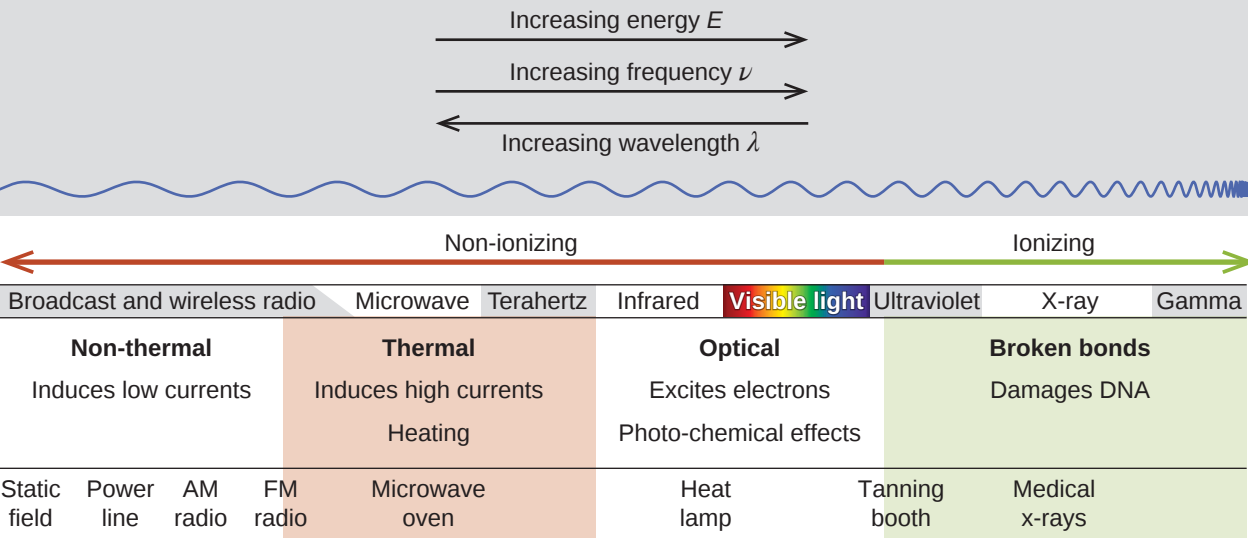 Increasing energy E
Increasing frequency ν
Increasing wavelength λ
Non-ionizing Ionizing
Broadcast and wireless radio Microwave Terahertz Infrared Visible light Ultraviolet X-ray Gamma
Non-thermal Thermal Optical Broken bonds
Induces low currents Induces high currents Excites electrons Damages DNA
Heating Photo-chemical effects
Static Power AM FM Microwave Heat Tanning Medical
field line radio radio oven lamp booth x-rays